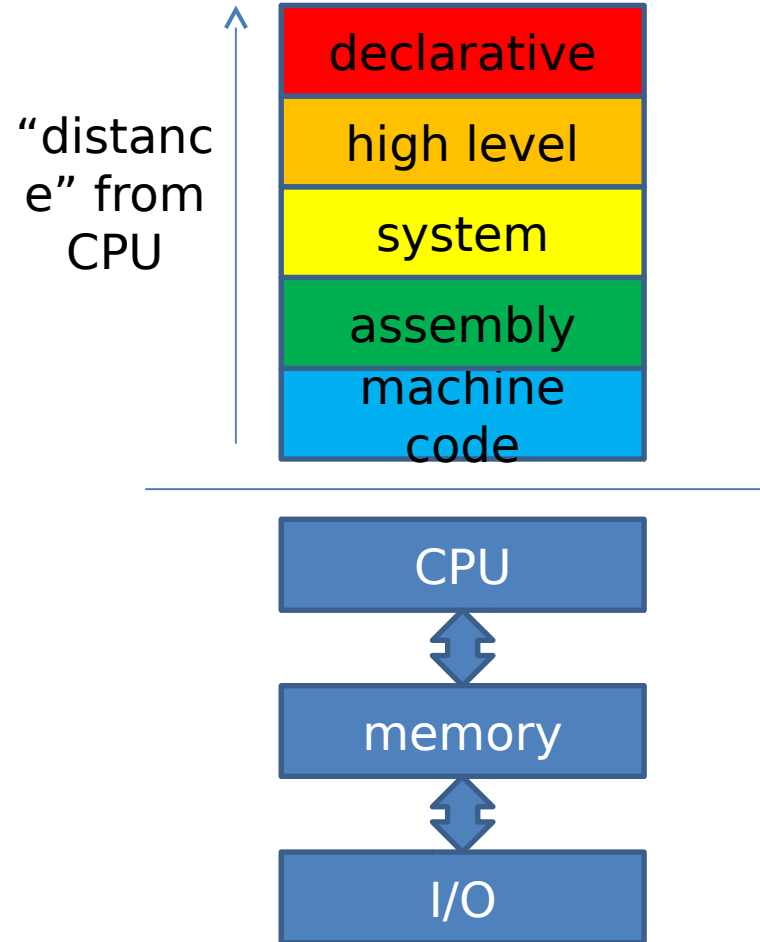 declarative
“distanc
e” from
CPU
high level
system
assembly
machine
code
CPU
memory
I/O